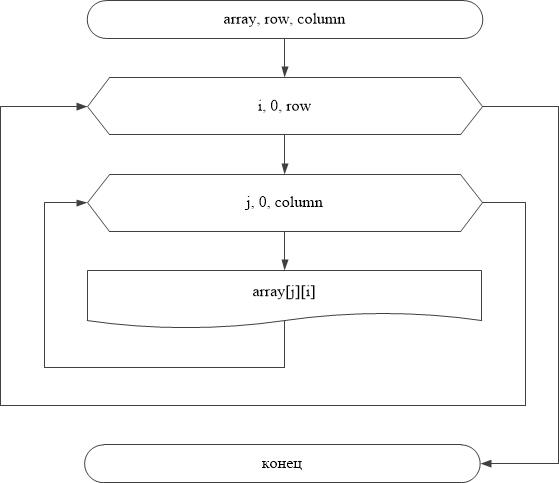 array, row, column
i, 0, row
j, 0, column
array[j][i]
конец